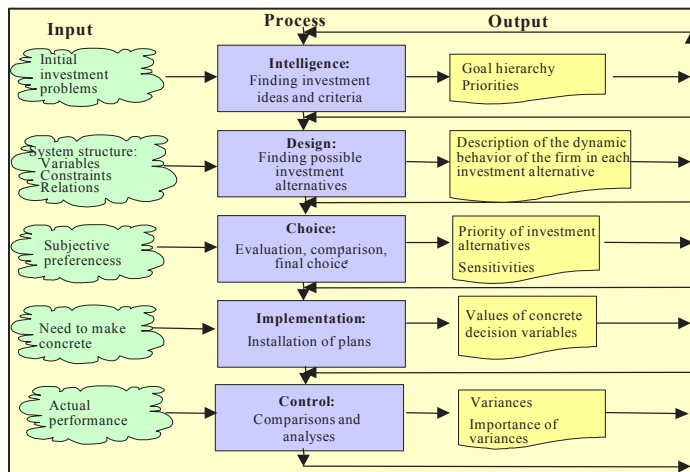 Input
Process
Output
Initial
investment
problems
Intelligence:
Finding investment
ideas and criteria
Goal hierarchy
Priorities
System structure:
Variables
Constraints
Relations
Design:
Finding possible
investment
alternatives
Description of the dynamic
behavior of the firm in each
investment alternative
Subjective
preferencess
Choice:
Evaluation, comparison,
final choice
Priority of investment
alternatives
Sensitivities
Need to make
concrete
Implementation:
Installation of plans
Values of concrete
decision variables
Actual
performance
Control:
Comparisons and
analyses
Variances
Importance of
variances